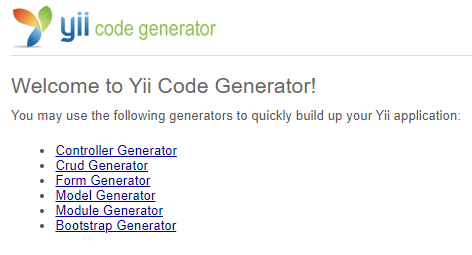 yii code generator
Welcome to Yii Code Generator!
You may use the following generators to quickly build up your Yii application:
Controller Generator
Crud Generator
Form Generator
Model Generator
Module Generator
Bootstrap Generator